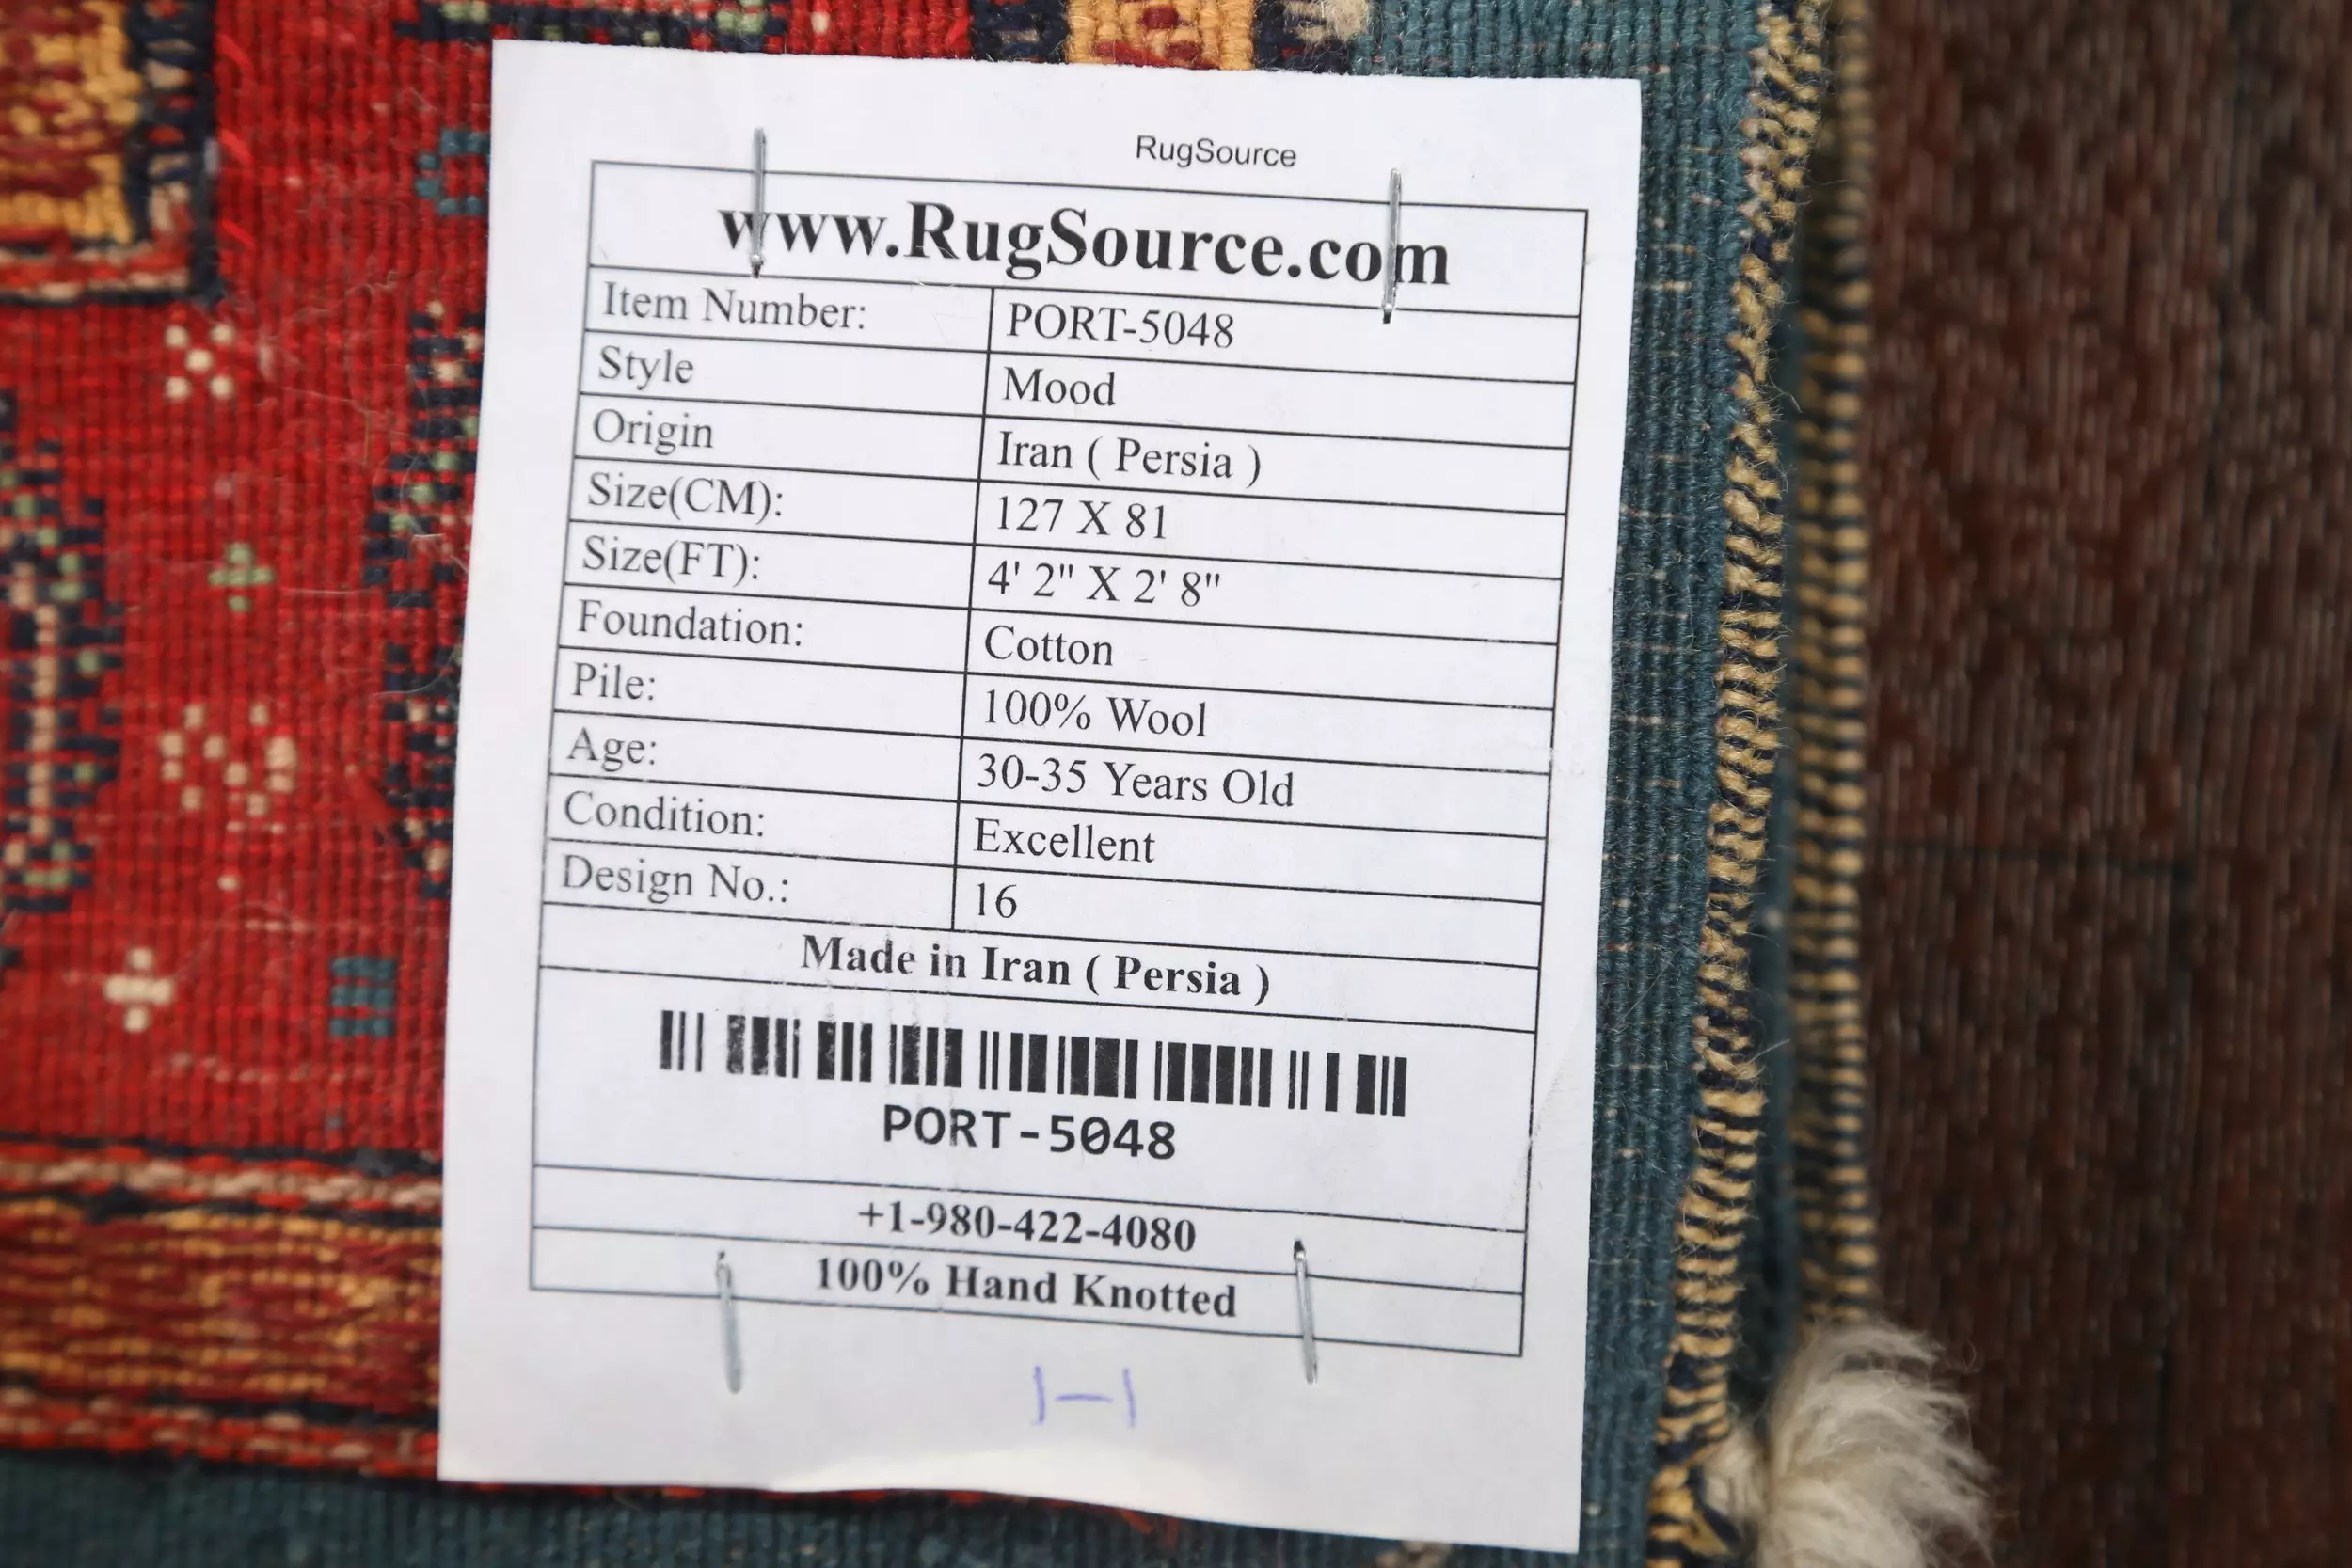 RugSource
www.RugSource.com
Item Number: PORT-5048
Style Mood
Origin Iran ( Persia )
Size(CM): 127 X 81
Size(FT): 4' 2" X 2' 8"
Foundation: Cotton
Pile: 100% Wool
Age: 30-35 Years Old
Condition: Excellent
Design No.: 16
Made in Iran ( Persia )
PORT-5048
+1-980-422-4080
100% Hand Knotted
1-1